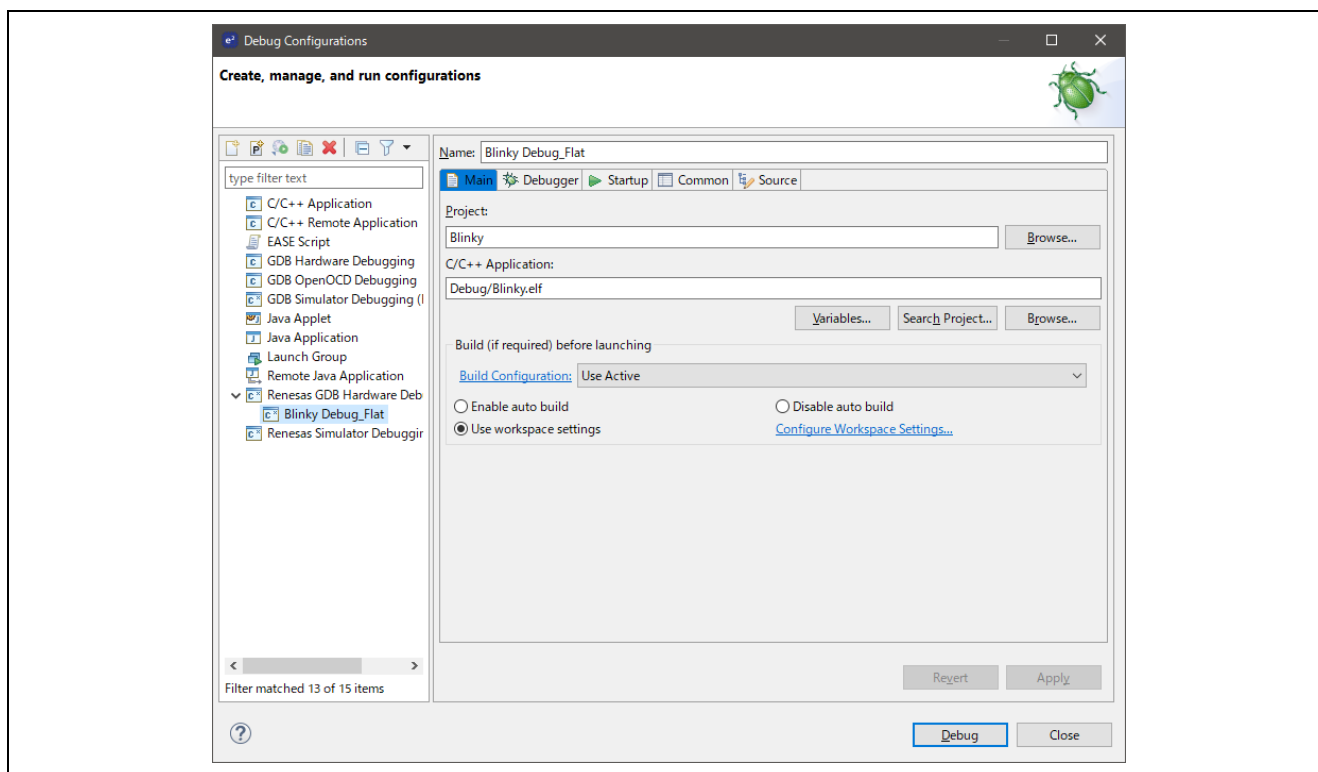 e² Debug Configurations
Create, manage, and run configurations
type filter text
C/C++ Application
C/C++ Remote Application
EASE Script
GDB Hardware Debugging
GDB OpenOCD Debugging
GDB Simulator Debugging (
Java Applet
Java Application
Launch Group
Remote Java Application
Renesas GDB Hardware Deb
Blinky Debug_Flat
Renesas Simulator Debuggin
Filter matched 13 of 15 items
Name: Blinky Debug_Flat
Main Debugger Startup Common Source
Project:
Blinky Browse...
C/C++ Application:
Debug/Blinky.elf
Variables... Search Project... Browse...
Build (if required) before launching
Build Configuration: Use Active
Enable auto build Disable auto build
Use workspace settings Configure Workspace Settings...
Revert Apply
Debug Close